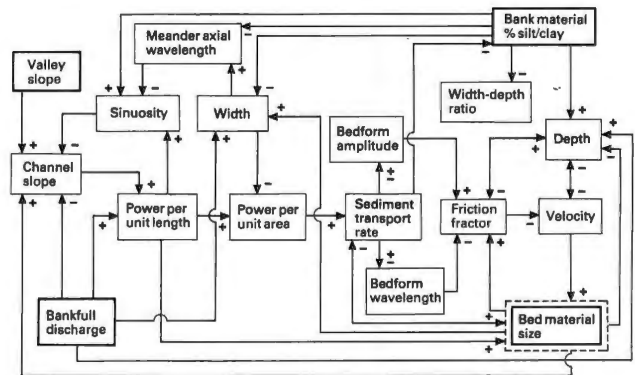 Bank material
% silt/clay
Meander axial
wavelength
Valley
slope
Width-depth
ratio
Sinuosity
Width
Bedform
amplitude
Depth
Channel
slope
Power per
unit length
Power per
unit area
Sediment
transport
rate
Friction
fractor
Velocity
Bedform
wavelength
Bankfull
discharge
Bed material
size